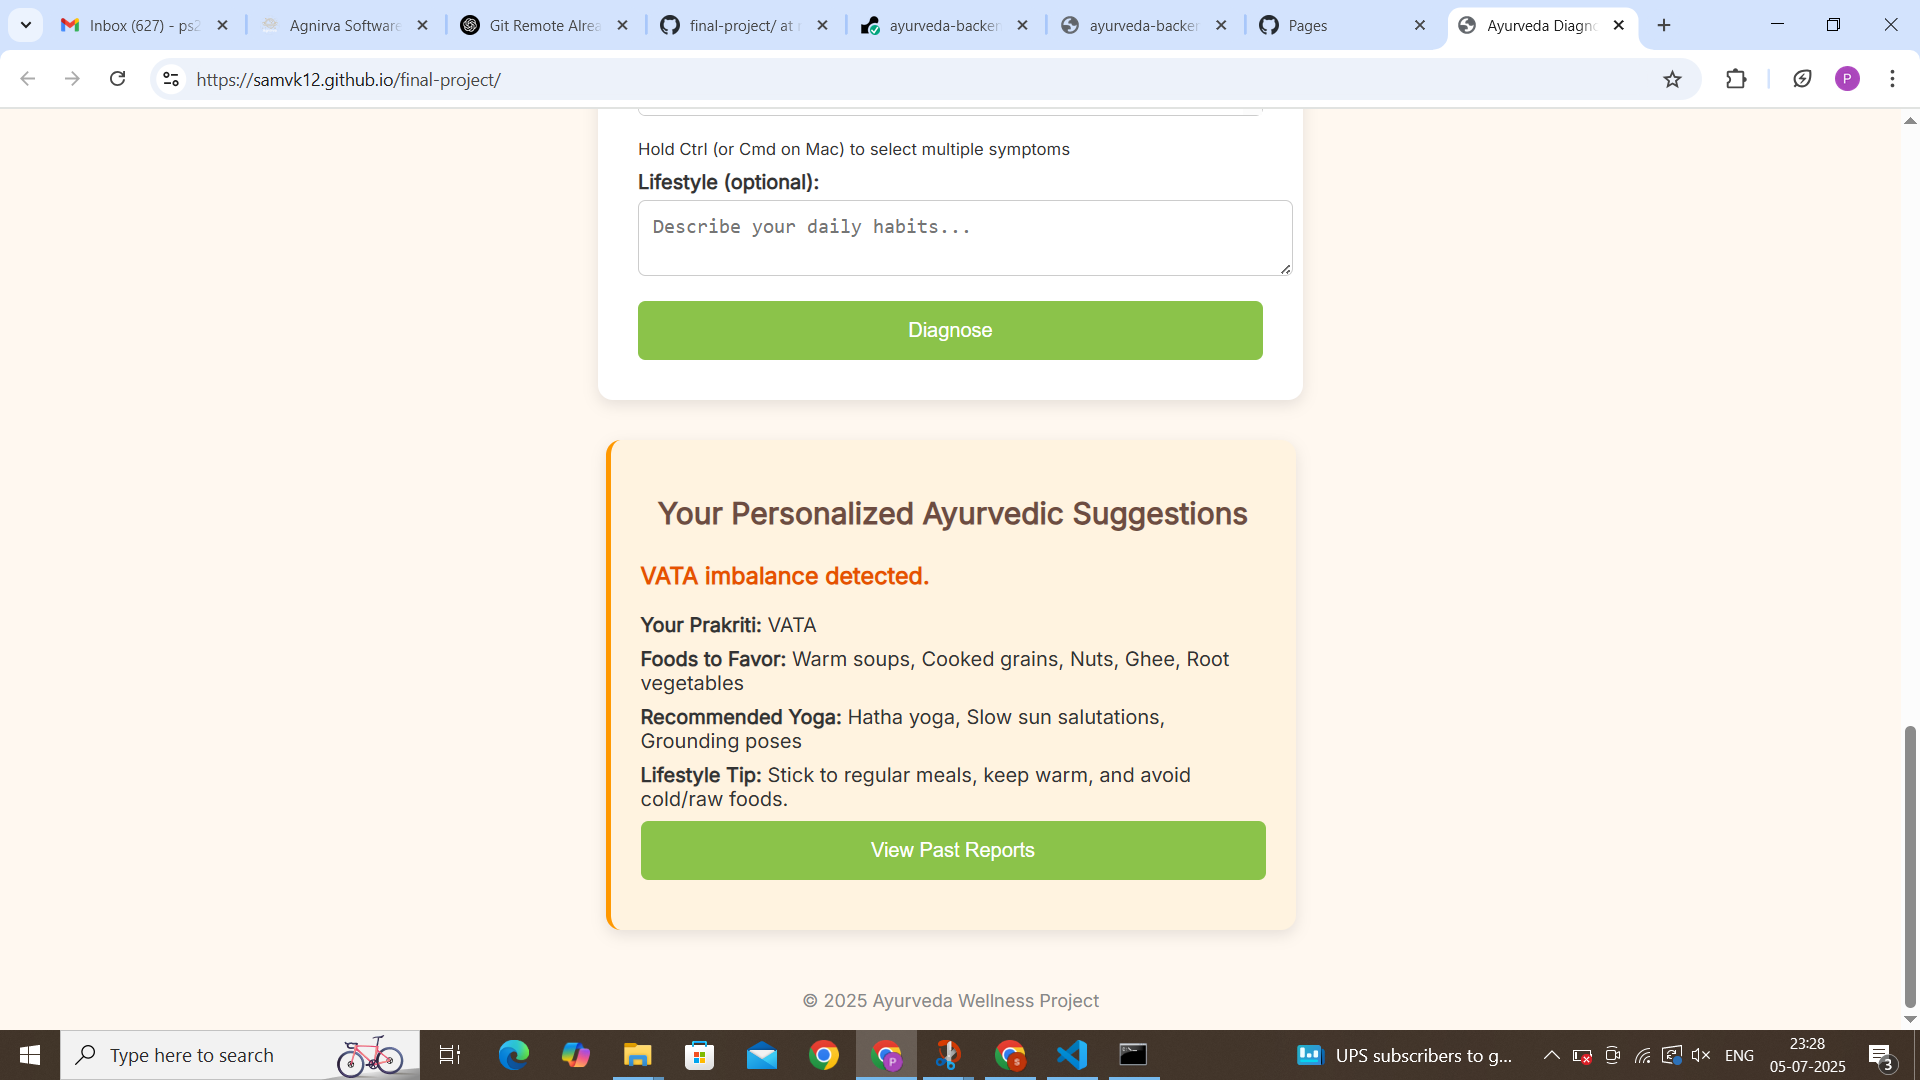 Inbox (627) - ps2
Agnirva Software
Git Remote Alrea
final-project/ at
ayurveda-backen
ayurveda-backer
Pages
Ayurveda Diagno
https://samvk12.github.io/final-project/
P
Hold Ctrl (or Cmd on Mac) to select multiple symptoms
Lifestyle (optional):
Describe your daily habits...
Diagnose
Your Personalized Ayurvedic Suggestions
VATA imbalance detected.
Your Prakriti: VATA
Foods to Favor: Warm soups, Cooked grains, Nuts, Ghee, Root
vegetables
Recommended Yoga: Hatha yoga, Slow sun salutations,
Grounding poses
Lifestyle Tip: Stick to regular meals, keep warm, and avoid
cold/raw foods.
View Past Reports
© 2025 Ayurveda Wellness Project
Type here to search
UPS subscribers to g...
ENG
23:28
05-07-2025
3